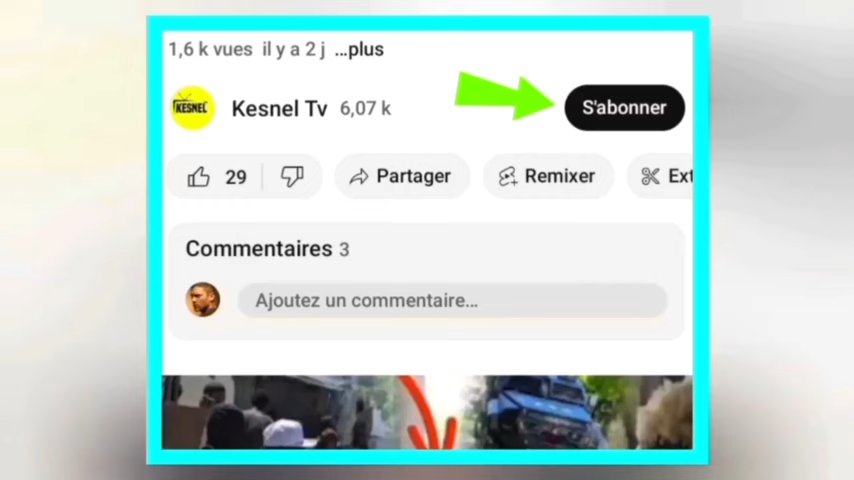 1,6 k vues il y a 2 j ...plus
KESNEL
Kesnel Tv 6,07 k
S'abonner
29
Partager
Remixer
Ext
Commentaires 3
Ajoutez un commentaire...